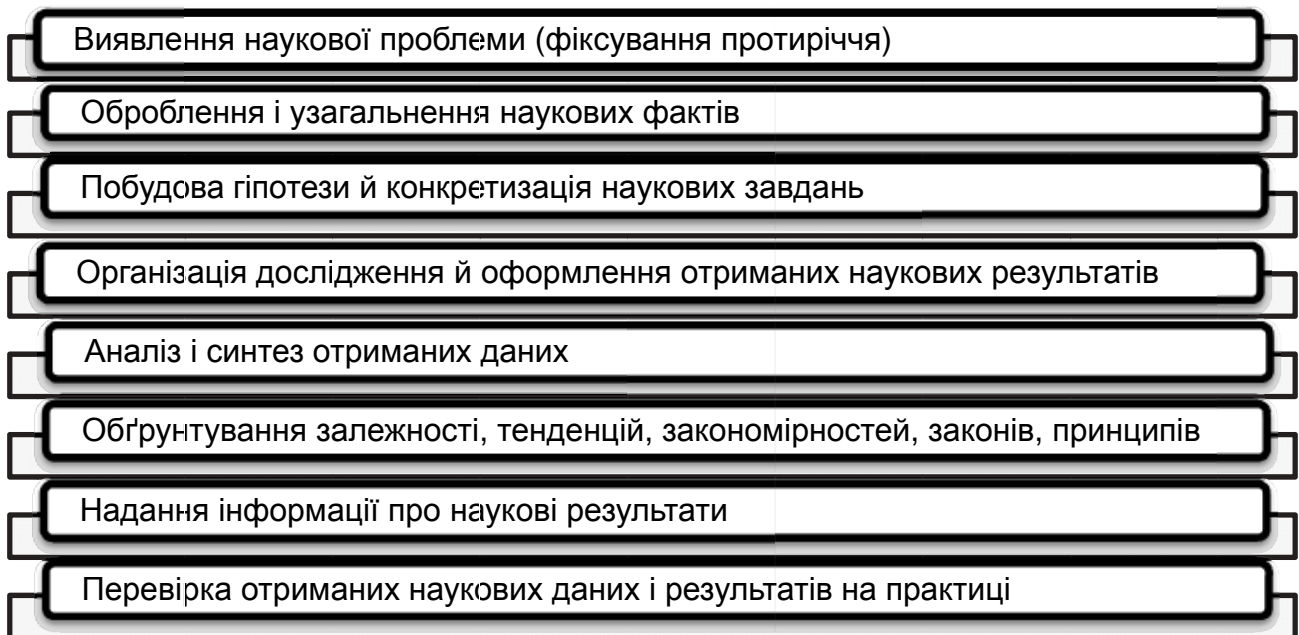 Виявлення наукової проблеми (фіксування протиріччя)
Оброблення і узагальнення наукових фактів
Побудова гіпотези й конкретизація наукових завдань
Організація дослідження й оформлення отриманих наукових результатів
Аналіз і синтез отриманих даних
Обґрунтування залежності, тенденцій, закономірностей, законів, принципів
Надання інформації про наукові результати
Перевірка отриманих наукових даних і результатів на практиці